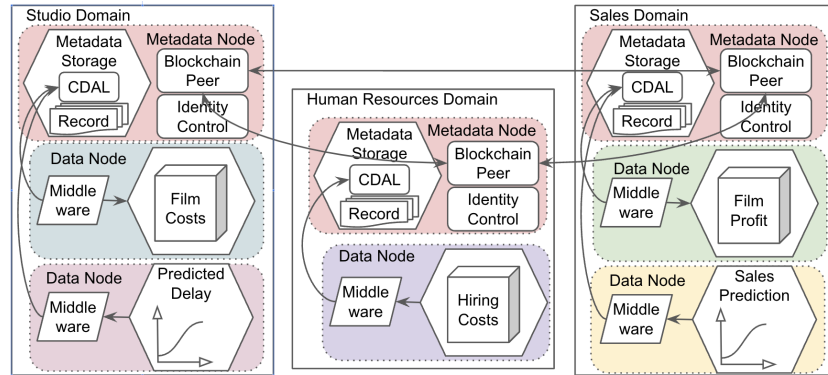 Studio Domain
Metadata
Storage
CDAL
Record
Metadata Node
Blockchain
Peer
Identity
Control
Data Node
Middle
ware
Film
Costs
Data Node
Middle
ware
Predicted
Delay
Human Resources Domain
Metadata
Storage
CDAL
Record
Metadata Node
Blockchain
Peer
Identity
Control
Data Node
Middle
ware
Hiring
Costs
Sales Domain
Metadata
Storage
CDAL
Record
Metadata Node
Blockchain
Peer
Identity
Control
Data Node
Middle
ware
Film
Profit
Data Node
Middle
ware
Sales
Prediction